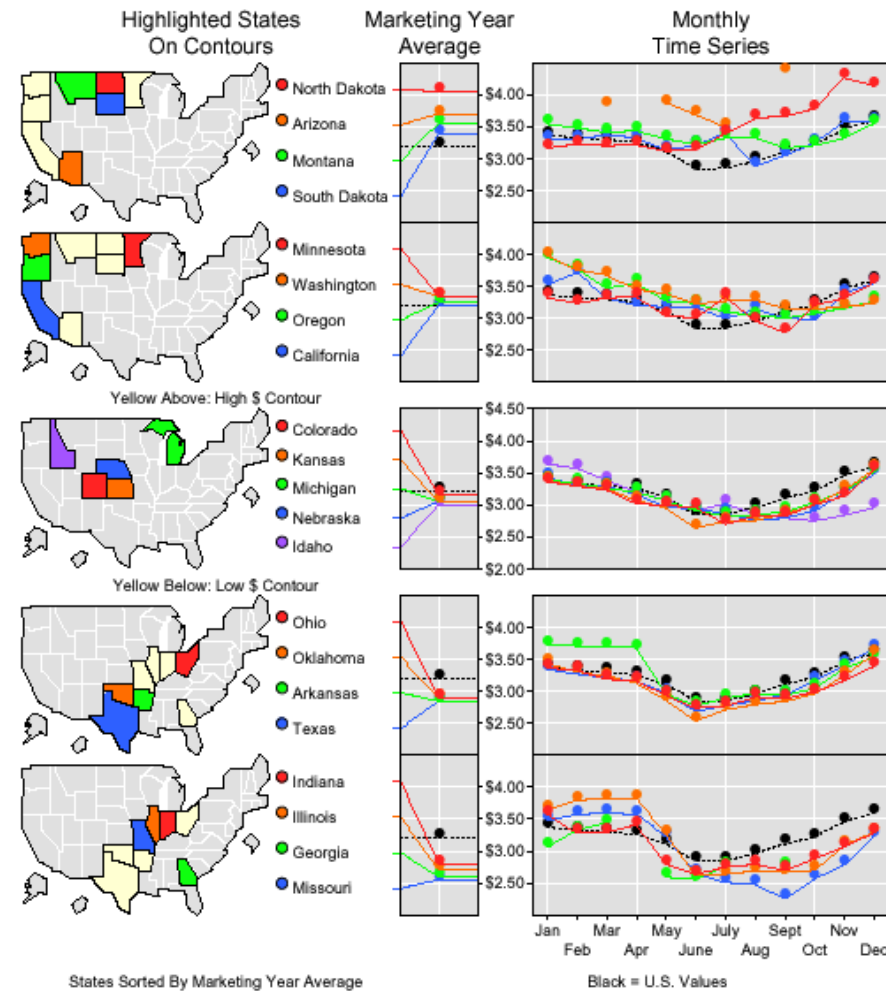 Highlighted States
On Contours
Marketing Year
Average
Monthly
Time Series
North Dakota
Arizona
Montana
South Dakota
$4.00
$3.50
$3.00
$2.50
Minnesota
Washington
Oregon
California
$4.00
$3.50
$3.00
$2.50
Yellow Above: High $ Contour
Colorado
Kansas
Michigan
Nebraska
Idaho
$4.50
$4.00
$3.50
$3.00
$2.50
$2.00
Yellow Below: Low $ Contour
Ohio
Oklahoma
Arkansas
Texas
$4.00
$3.50
$3.00
$2.50
Indiana
Illinois
Georgia
Missouri
$4.00
$3.50
$3.00
$2.50
Jan Mar May July Sept Nov
Feb Apr June Aug Oct Dec
States Sorted By Marketing Year Average
Black = U.S. Values